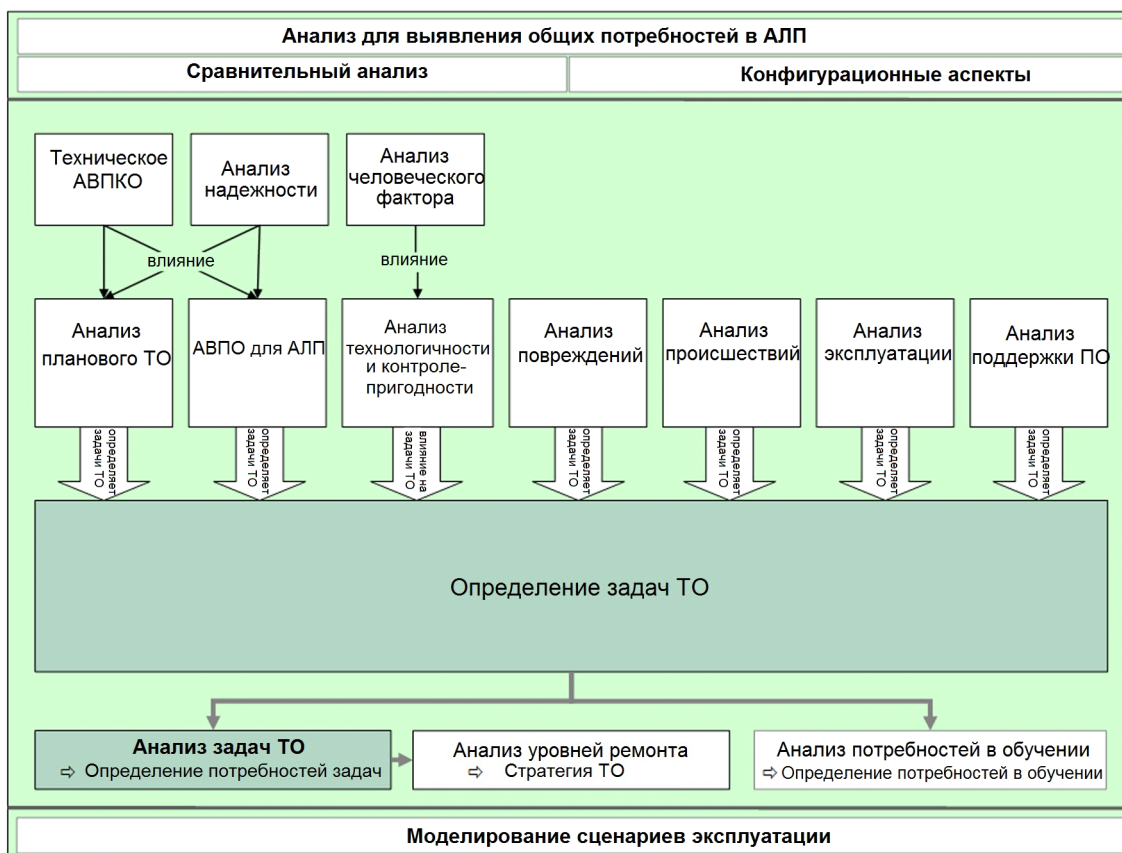 Анализ для выявления общих потребностей в АЛП
Сравнительный анализ
Конфигурационные аспекты
Техническое
АВПКО
Анализ
надежности
Анализ
человеческого
фактора
влияние
влияние
Анализ
планового ТО
АВПО для АЛП
Анализ
технологичности
и контроле-
пригодности
Анализ
повреждений
Анализ
происшествий
Анализ
эксплуатации
Анализ
поддержки ПО
определяет
задачи ТО
определяет
задачи ТО
влияние на
задачи ТО
определяет
задачи ТО
определяет
задачи ТО
определяет
задачи ТО
определяет
задачи ТО
Определение задач ТО
Анализ задач ТО
⇨ Определение потребностей задач
Анализ уровней ремонта
⇨ Стратегия ТО
Анализ потребностей в обучении
⇨ Определение потребностей в обучении
Моделирование сценариев эксплуатации